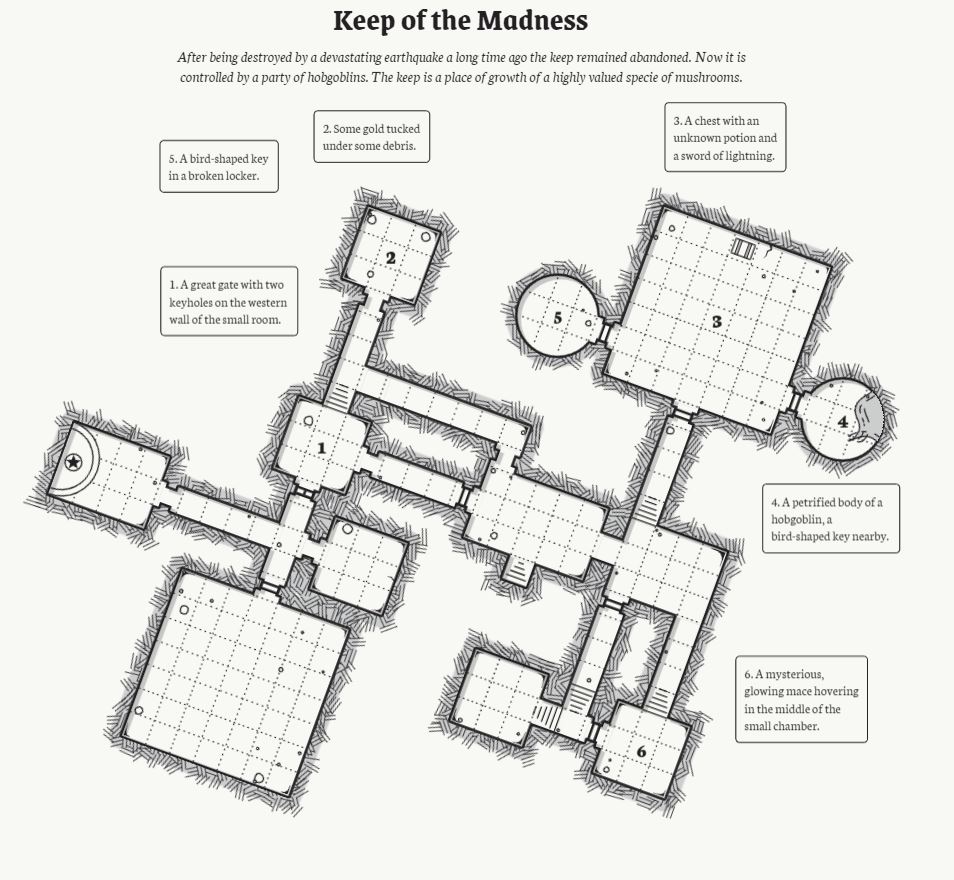 Keep of the Madness
After being destroyed by a devastating earthquake a long time ago the keep remained abandoned. Now it is
controlled by a party of hobgoblins. The keep is a place of growth of a highly valued specie of mushrooms.
3. A chest with an
unknown potion and
a sword of lightning.
2. Some gold tucked
under some debris.
5. A bird-shaped key
in a broken locker.
1. A great gate with two
keyholes on the western
wall of the small room.
2
3
5
4
1
4. A petrified body of a
hobgoblin, a
bird-shaped key nearby.
6. A mysterious,
glowing mace hovering
in the middle of the
small chamber.
6